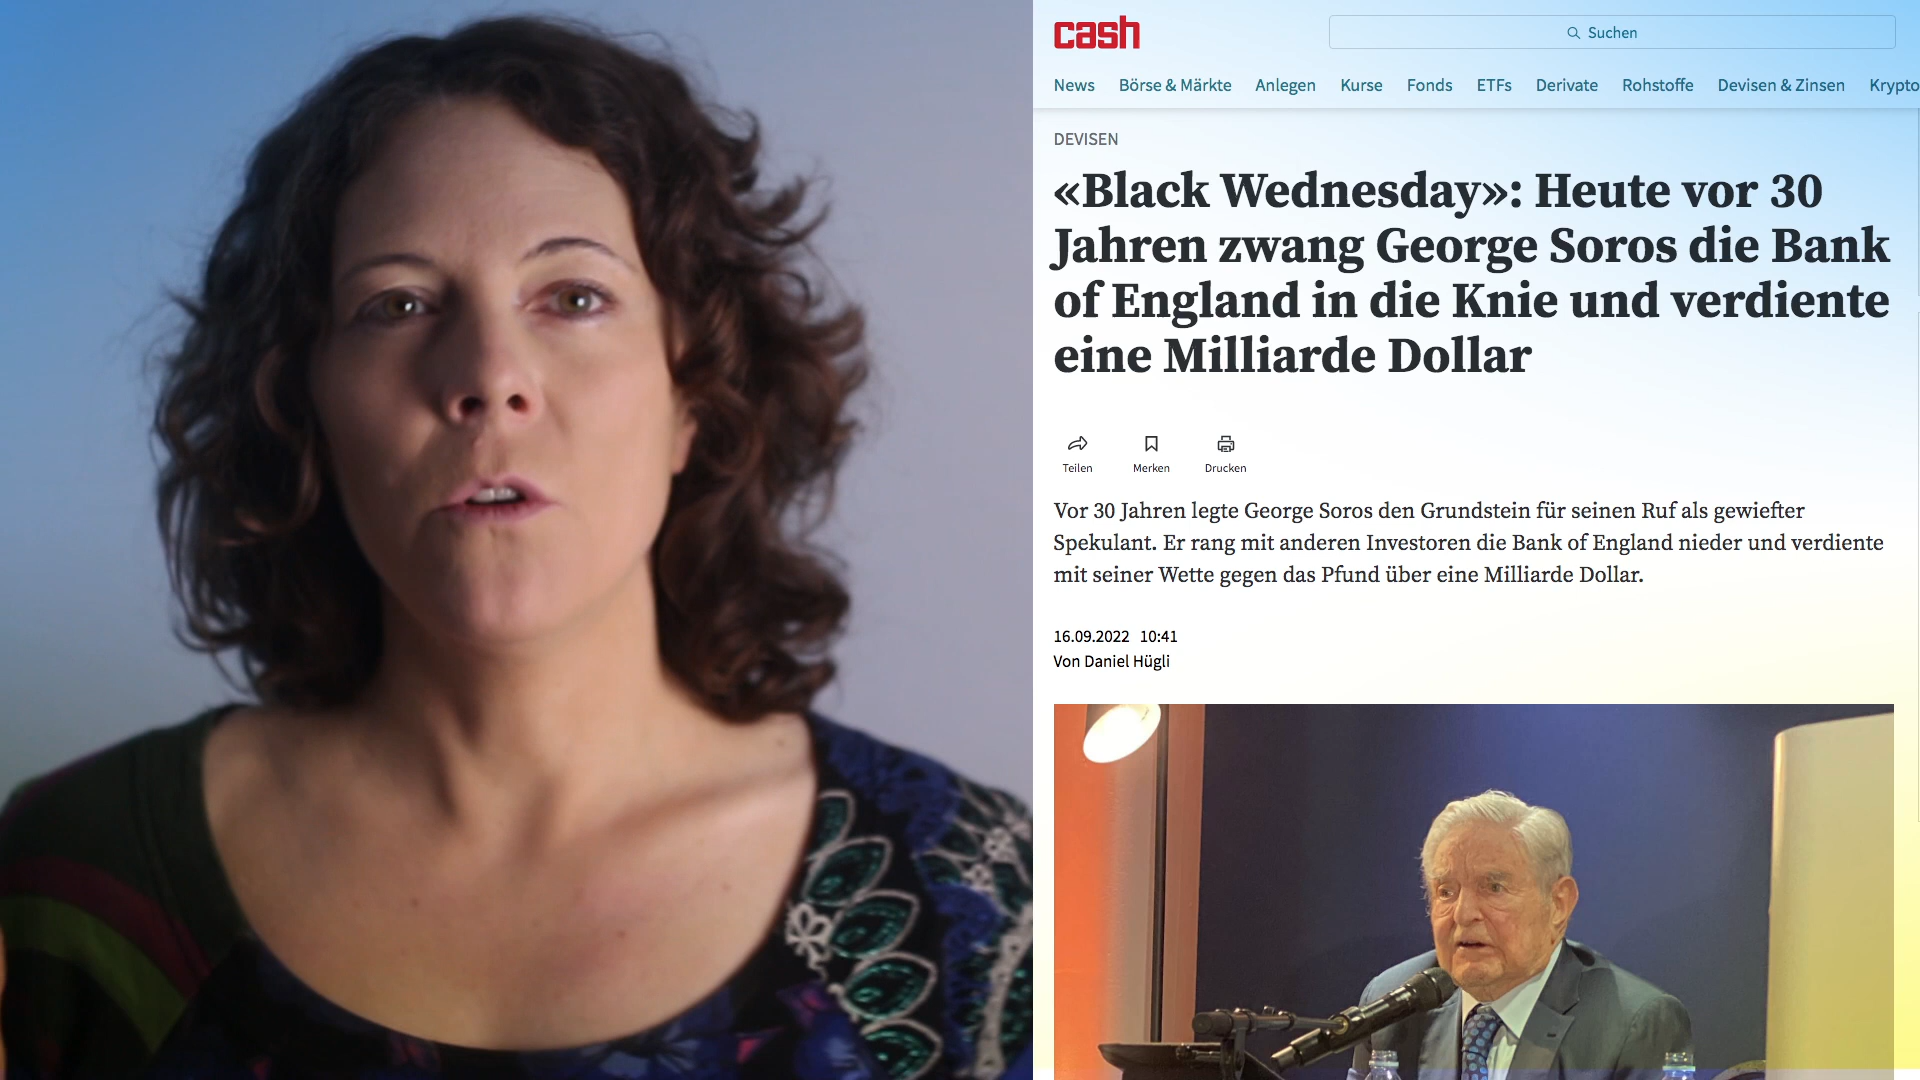 cash
Suchen
News Börse & Märkte Anlegen Kurse Fonds ETFs Derivate Rohstoffe Devisen & Zinsen Krypto
DEVISEN
«Black Wednesday»: Heute vor 30
Jahren zwang George Soros die Bank
of England in die Knie und verdiente
eine Milliarde Dollar
Teilen Merken Drucken
Vor 30 Jahren legte George Soros den Grundstein für seinen Ruf als gewiefter
Spekulant. Er rang mit anderen Investoren die Bank of England nieder und verdiente
mit seiner Wette gegen das Pfund über eine Milliarde Dollar.
16.09.2022 10:41
Von Daniel Hügli